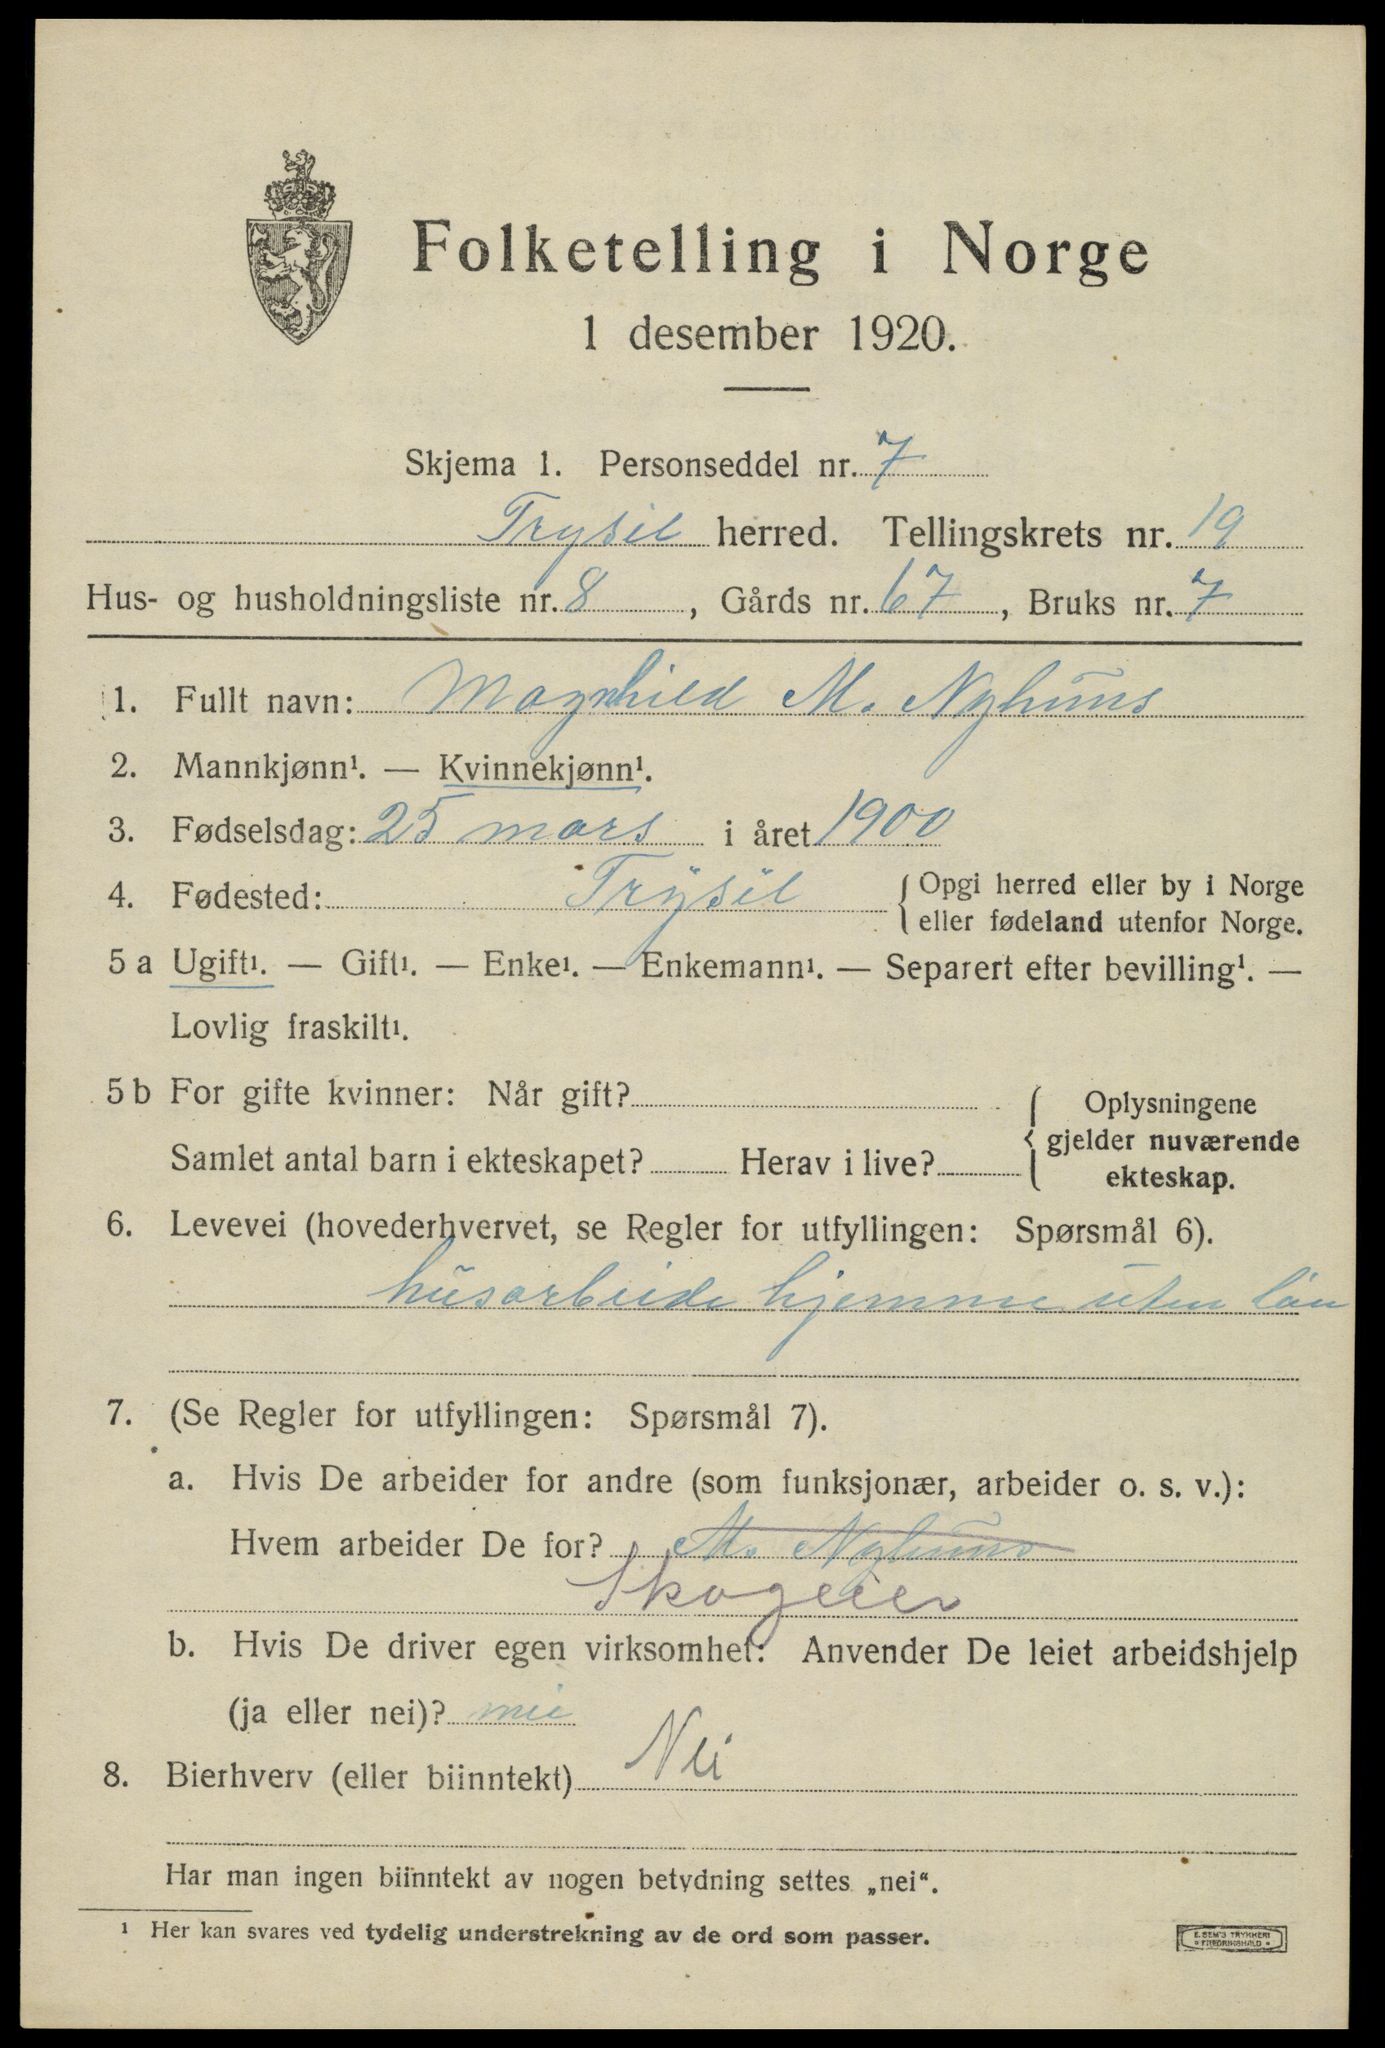 Folketelling i Norge
1 desember 1920.
Skjema 1. Personseddel nr. 7
Trysil herred. Tellingskrets nr. 19
Hus- og husholdningsliste nr. 8, Gårds nr. 67, Bruks nr. 7
1. Fullt navn: Magnhild M. Nyhuus
2. Mannkjønn¹. — Kvinnekjønn¹.
3. Fødselsdag: 25 mars i året 1900
4. Fødested: Trysil { Opgi herred eller by i Norge
eller fødeland utenfor Norge.
5 a Ugift¹. — Gift¹. — Enke¹. — Enkemann¹. — Separert efter bevilling¹. —
Lovlig fraskilt¹.
5 b For gifte kvinner: Når gift? { Oplysningene
gjelder nuværende
Samlet antal barn i ekteskapet? Herav i live?
ekteskap.
6. Levevei (hovederhvervet, se Regler for utfyllingen: Spørsmål 6).
husarbeide hjemme uten løn
7. (Se Regler for utfyllingen: Spørsmål 7).
a. Hvis De arbeider for andre (som funksjonær, arbeider o. s. v.):
Hvem arbeider De for? M. Nyhuus
Skogeier
b. Hvis De driver egen virksomhet: Anvender De leiet arbeidshjelp
(ja eller nei)? nei
8. Bierhverv (eller biinntekt) Nei
Har man ingen biinntekt av nogen betydning settes „nei“.
¹ Her kan svares ved tydelig understrekning av de ord som passer.
E. SEM'S TRYKKERI
FREDRIKSHALD